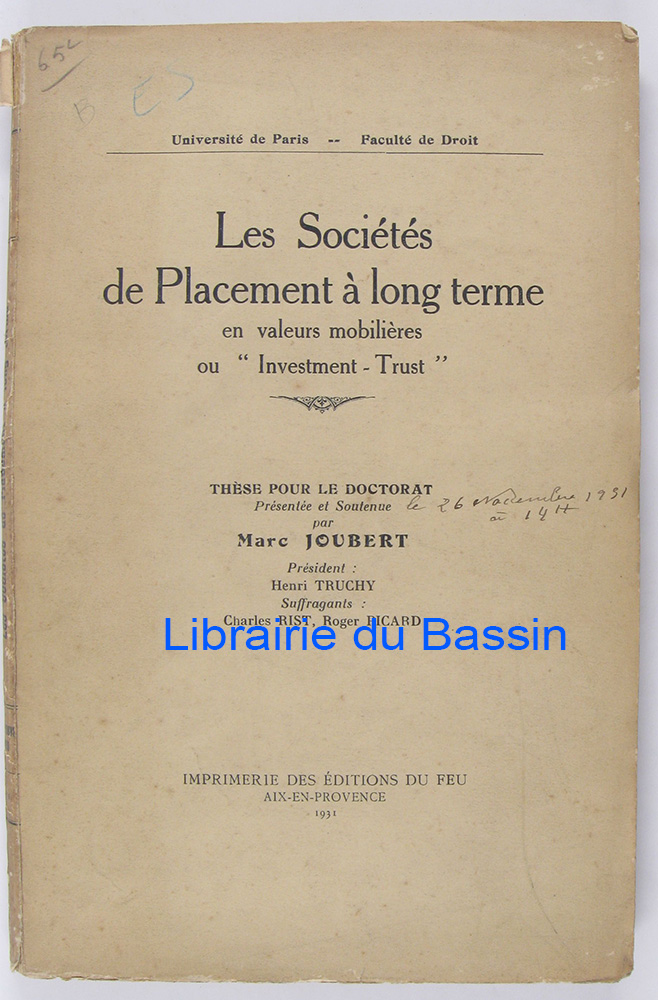 65
B ES
Université de Paris -- Faculté de Droit
Les Sociétés
de Placement à long terme
en valeurs mobilières
ou “ Investment - Trust ”
THÈSE POUR LE DOCTORAT
Présentée et Soutenue le 26 Novembre 1931
à 14H
par
Marc JOUBERT
Président :
Henri TRUCHY
Suffragants :
Charles RIST, Roger PICARD
Librairie du Bassin
IMPRIMERIE DES ÉDITIONS DU FEU
AIX-EN-PROVENCE
1931